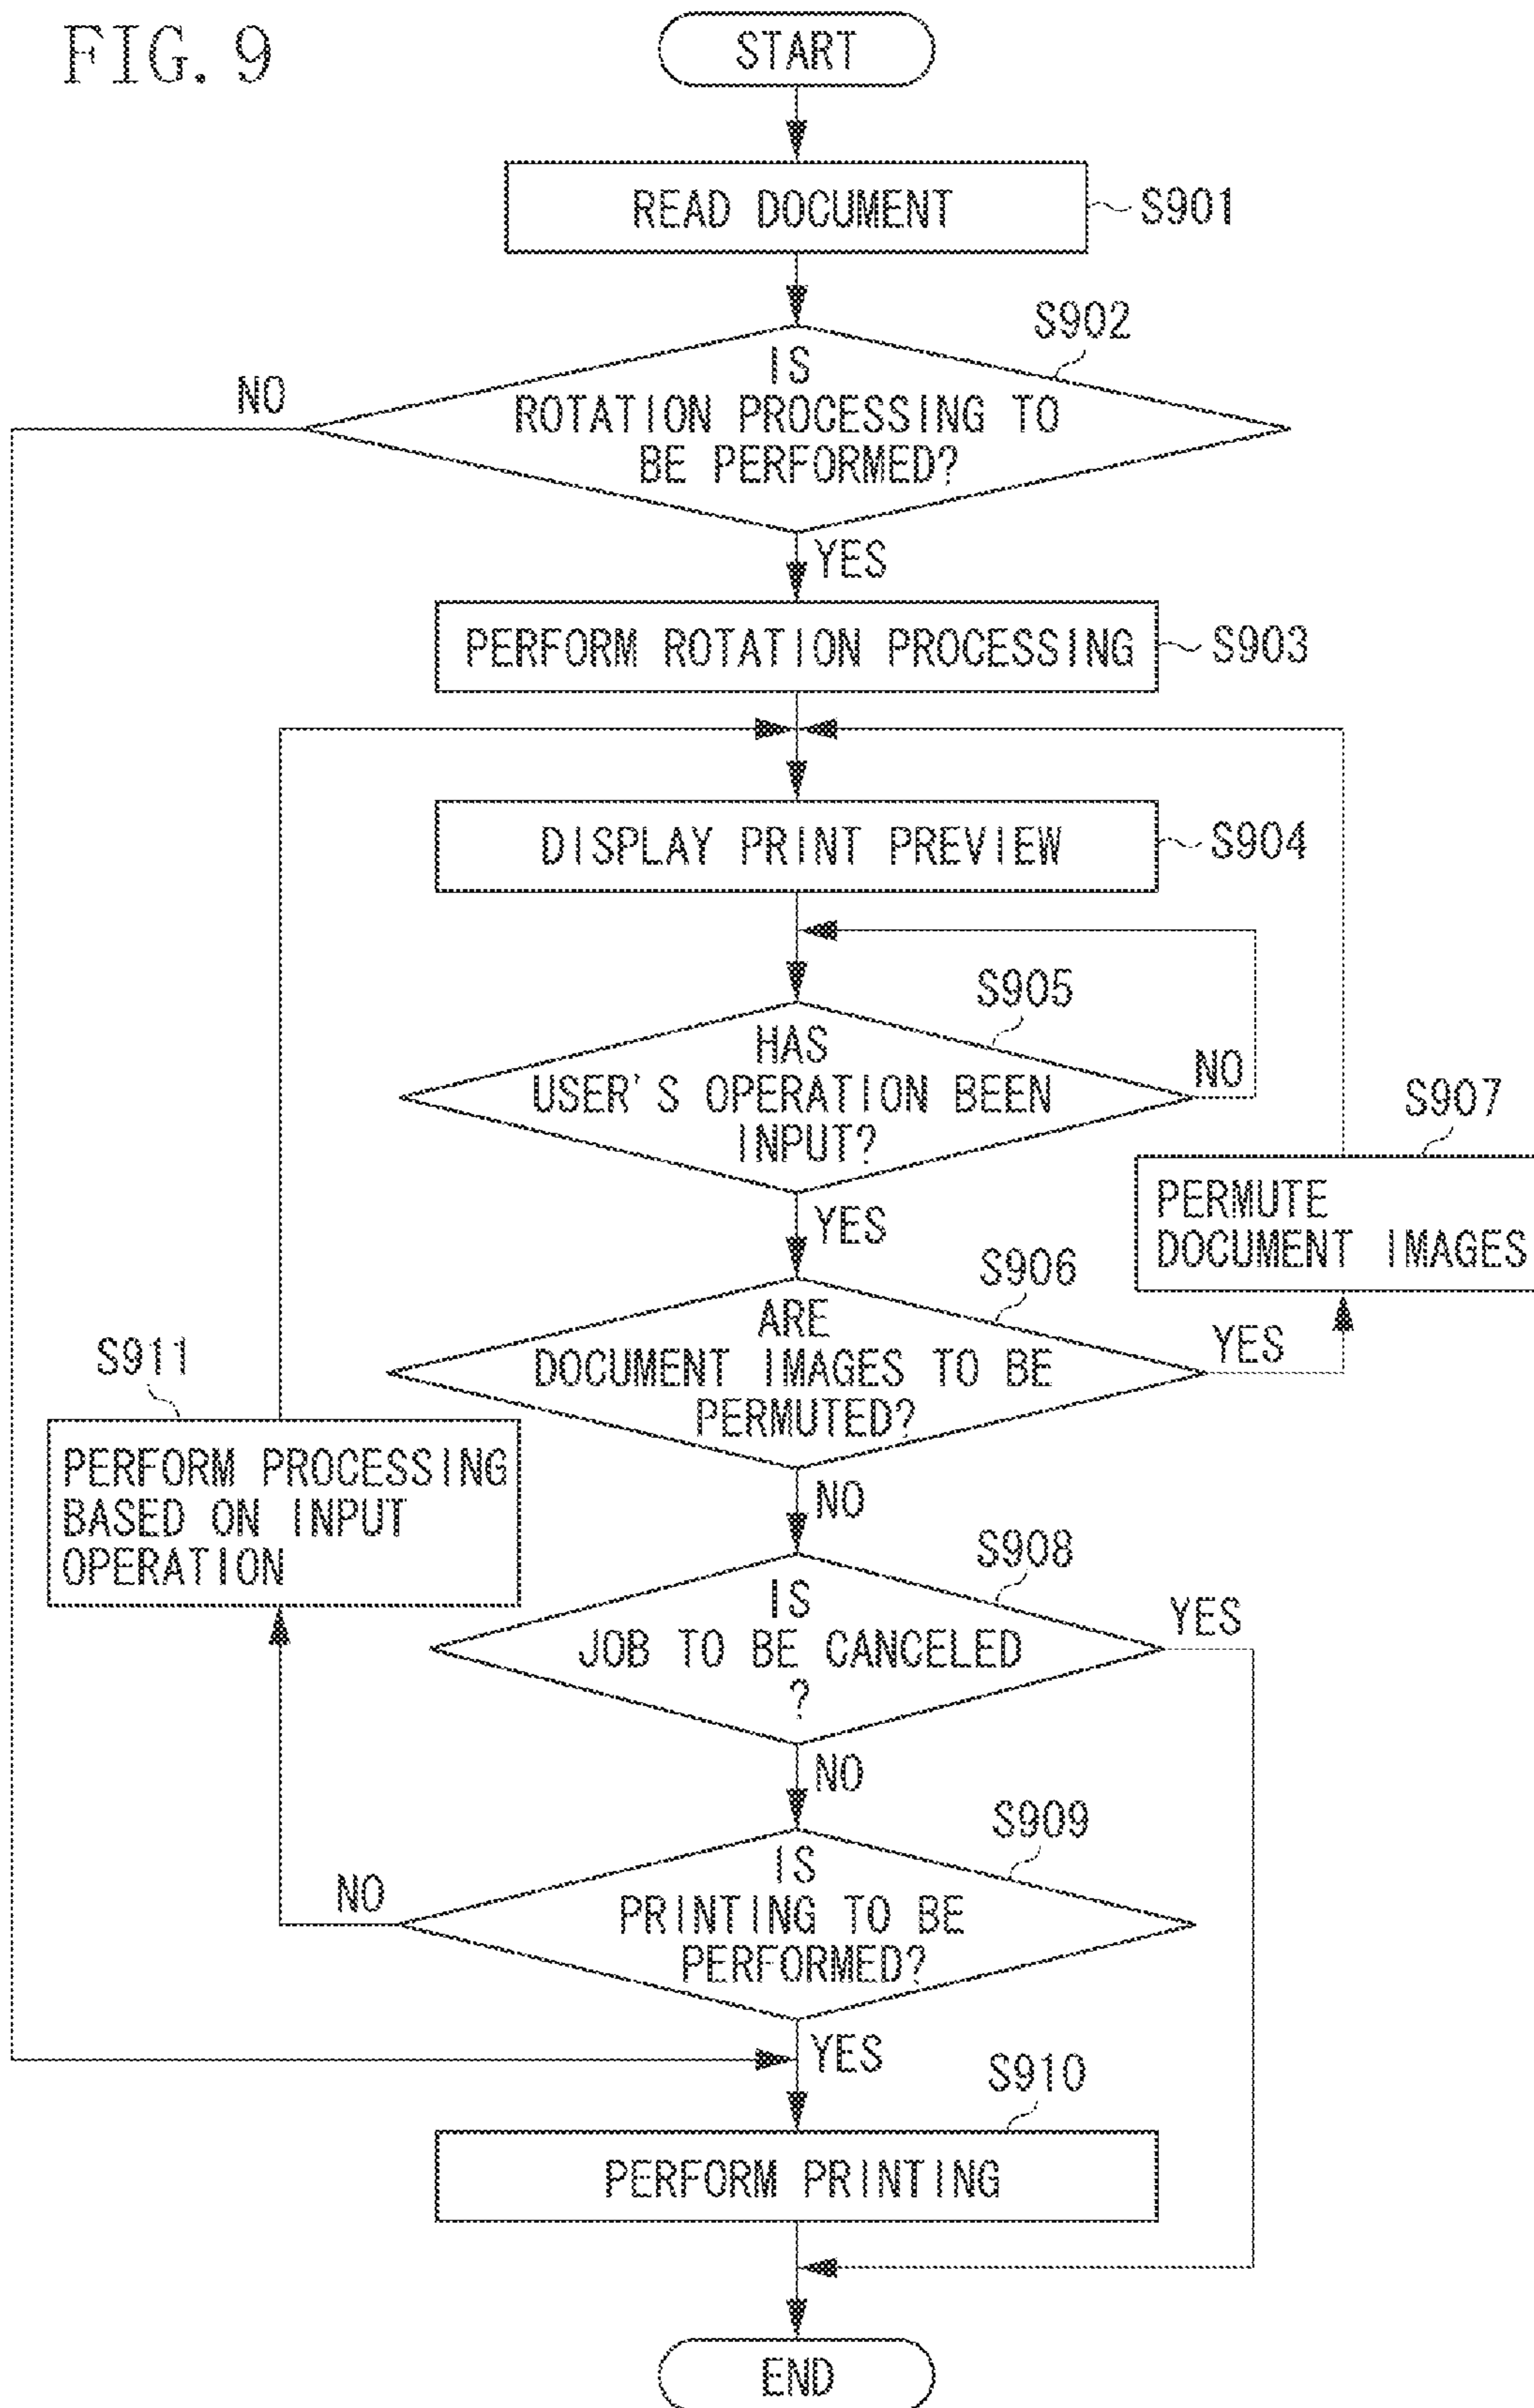 FIG. 9
START
READ DOCUMENT
S901
S902
IS
ROTATION PROCESSING TO
BE PERFORMED?
NO
YES
PERFORM ROTATION PROCESSING
S903
DISPLAY PRINT PREVIEW
S904
S905
HAS
USER'S OPERATION BEEN
INPUT?
NO
YES
S907
PERMUTE
DOCUMENT IMAGES
S906
ARE
DOCUMENT IMAGES TO BE
PERMUTED?
YES
NO
S911
PERFORM PROCESSING
BASED ON INPUT
OPERATION
S908
IS
JOB TO BE CANCELED
?
YES
NO
S909
IS
PRINTING TO BE
PERFORMED?
NO
YES
S910
PERFORM PRINTING
END